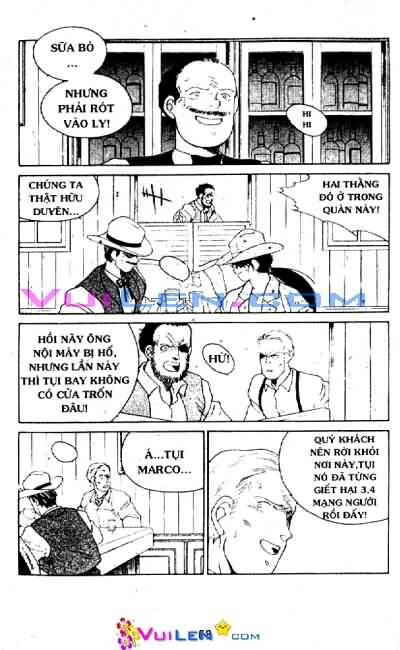 SỮA BÒ
...
NHƯNG
PHẢI RÓT
VÀO LY!
HI
HI
CHÚNG TA
THẬT HỮU
DUYÊN...
HAI THẰNG
ĐÓ Ở TRONG
QUÁN NÀY!
VUILEN.COM
HỒI NÃY ÔNG
NỘI MÀY BỊ HỐ,
NHƯNG LẦN NÀY
THÌ TỤI BAY KHÔNG
CÓ CỬA TRỐN
ĐÂU!
HỪ!
Á...TỤI
MARCO...
QUÝ KHÁCH
NÊN RỜI KHỎI
NƠI NÀY,TỤI
NÓ ĐÃ TỪNG
GIẾT HẠI 3,4
MẠNG NGƯỜI
RỒI ĐẤY!
58
VUILEN.COM